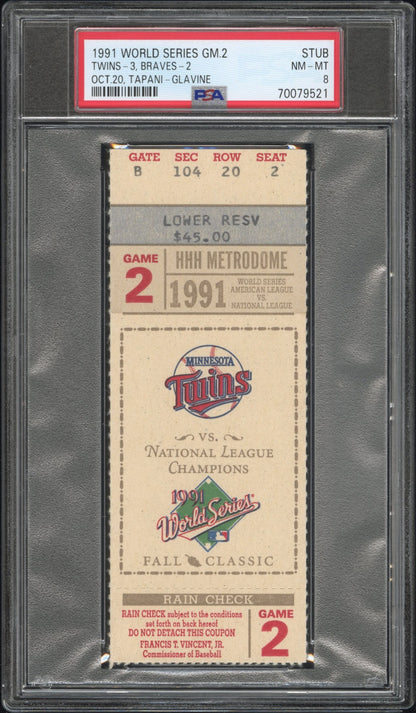 1991 WORLD SERIES GM.2 STUB
TWINS-3, BRAVES-2 NM-MT
OCT.20, TAPANI-GLAVINE 8
PSA 70079521
GATE SEC ROW SEAT
B 104 20 2
LOWER RESV
$45.00
GAME
2
HHH METRODOME
1991
WORLD SERIES
AMERICAN LEAGUE
VS.
NATIONAL LEAGUE
MINNESOTA
Twins
VS.
NATIONAL LEAGUE
CHAMPIONS
1991
World Series
FALL CLASSIC
RAIN CHECK
RAIN CHECK subject to the conditions
set forth on back hereof
DO NOT DETACH THIS COUPON
FRANCIS T. VINCENT, JR.
Commissioner of Baseball
GAME
2